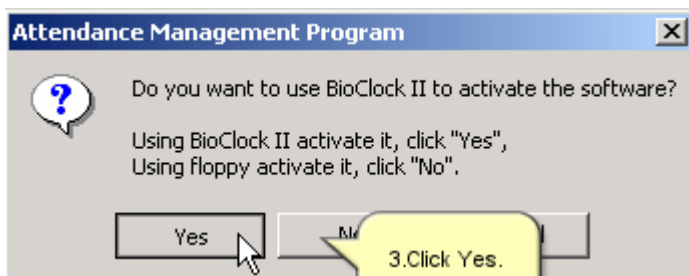 Attendance Management Program
Do you want to use BioClock II to activate the software?
Using BioClock II activate it, click "Yes",
Using floppy activate it, click "No".
Yes
3.Click Yes.